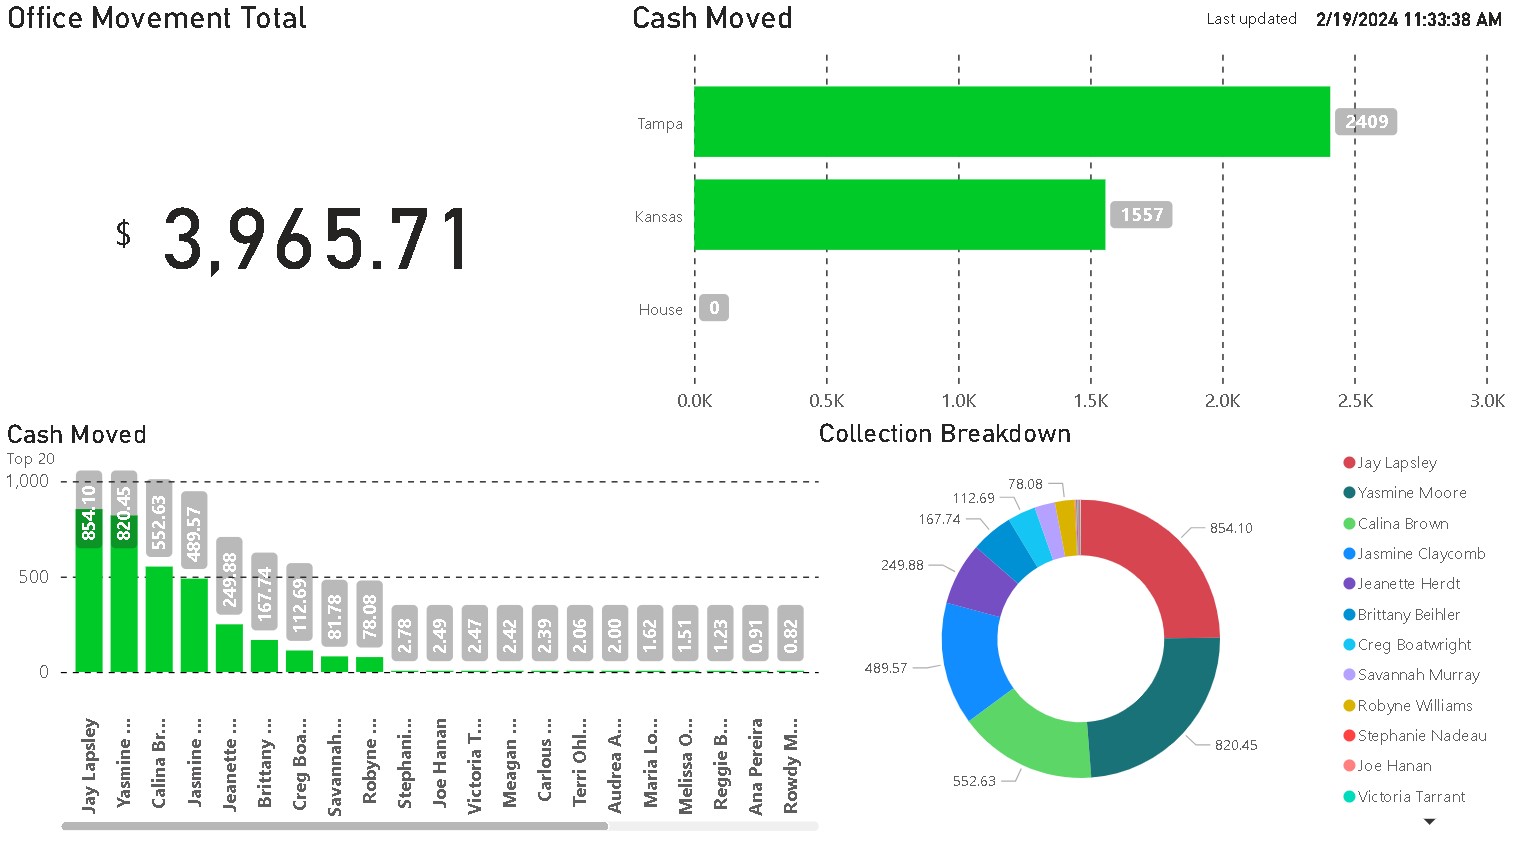 Office Movement Total
$ 3,965.71
Cash Moved
Last updated 2/19/2024 11:33:38 AM
Tampa 2409
Kansas 1557
House 0
0.0K 0.5K 1.0K 1.5K 2.0K 2.5K 3.0K
Cash Moved
Top 20
1,000
500
0
854.10 820.45 552.63 489.57 249.88 167.74 112.69 81.78 78.08 2.78 2.49 2.47 2.42 2.39 2.06 2.00 1.62 1.51 1.23 0.91 0.82
Jay Lapsley
Yasmine ...
Calina Br...
Jasmine ...
Jeanette ...
Brittany ...
Creg Boa...
Savannah...
Robyne ...
Stephani...
Joe Hanan
Victoria T...
Meagan ...
Carlous ...
Terri Ohl...
Audrea A...
Maria Lo...
Melissa O...
Reggie B...
Ana Pereira
Rowdy M...
Collection Breakdown
854.10
820.45
552.63
489.57
249.88
167.74
112.69
78.08
Jay Lapsley
Yasmine Moore
Calina Brown
Jasmine Claycomb
Jeanette Herdt
Brittany Beihler
Creg Boatwright
Savannah Murray
Robyne Williams
Stephanie Nadeau
Joe Hanan
Victoria Tarrant